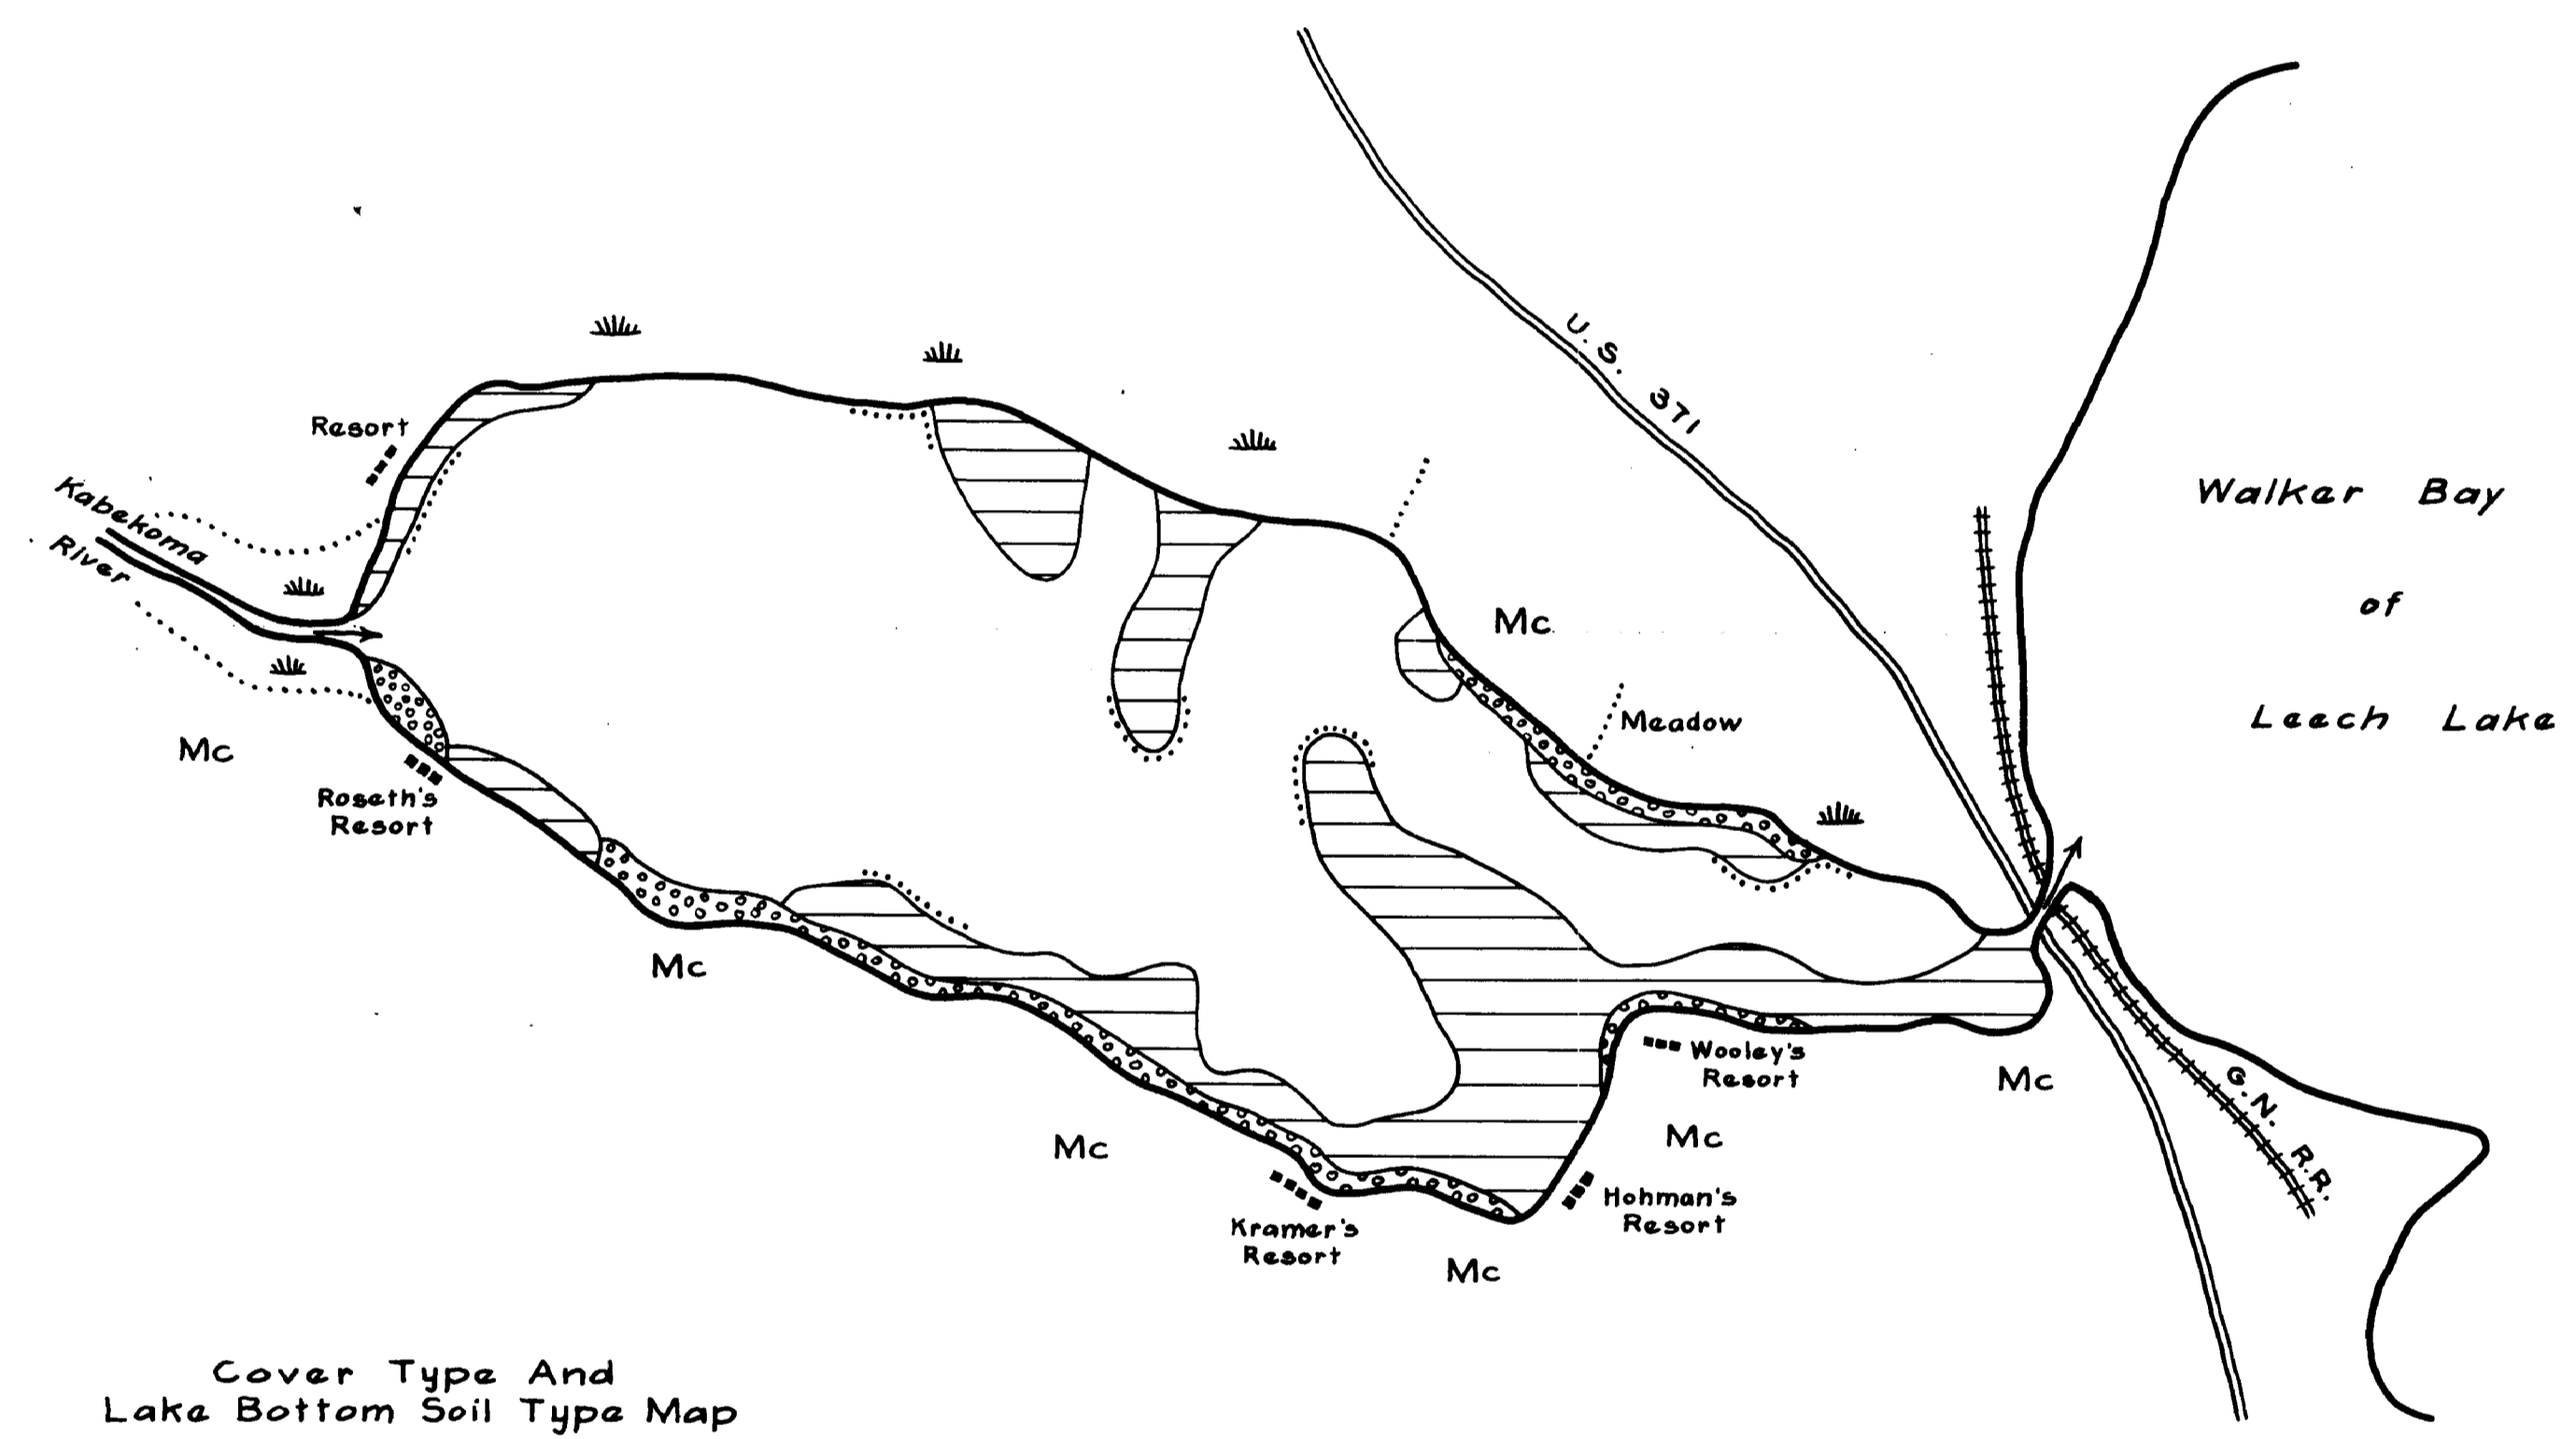 U.S. 371
Resort
Kabekoma
River
Walker Bay
of
Leech Lake
Mc
Meadow
Mc
Roseth's
Resort
Mc
Wooley's
Resort
Mc
G.N. R.R.
Mc
Mc
Hohman's
Resort
Kramer's
Resort
Mc
Cover Type And
Lake Bottom Soil Type Map